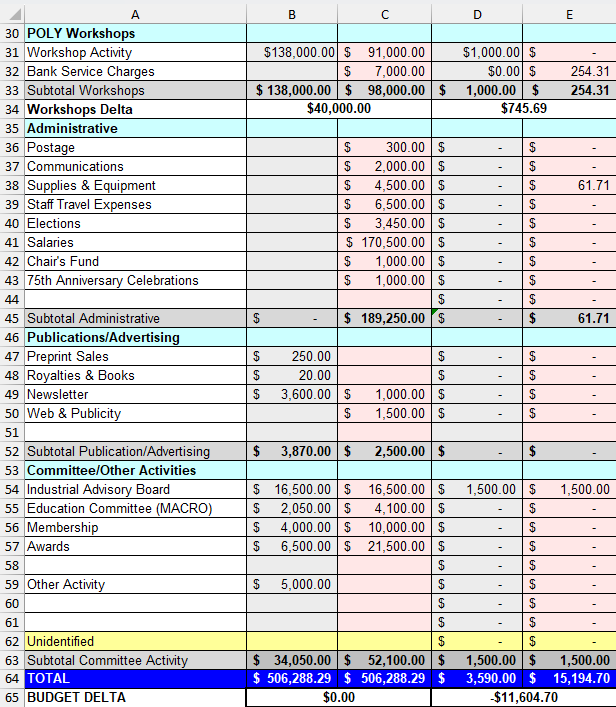 A B C D E
30 POLY Workshops
31 Workshop Activity $138,000.00 $ 91,000.00 $1,000.00 $ -
32 Bank Service Charges $ 7,000.00 $0.00 $ 254.31
33 Subtotal Workshops $ 138,000.00 $ 98,000.00 $ 1,000.00 $ 254.31
34 Workshops Delta $40,000.00 $745.69
35 Administrative
36 Postage $ 300.00 $ - $ -
37 Communications $ 2,000.00 $ - $ -
38 Supplies & Equipment $ 4,500.00 $ - $ 61.71
39 Staff Travel Expenses $ 6,500.00 $ - $ -
40 Elections $ 3,450.00 $ - $ -
41 Salaries $ 170,500.00 $ - $ -
42 Chair's Fund $ 1,000.00 $ - $ -
43 75th Anniversary Celebrations $ 1,000.00 $ - $ -
44 $ - $ -
45 Subtotal Administrative $ - $ 189,250.00 $ - $ 61.71
46 Publications/Advertising
47 Preprint Sales $ 250.00 $ - $ -
48 Royalties & Books $ 20.00 $ - $ -
49 Newsletter $ 3,600.00 $ 1,000.00 $ - $ -
50 Web & Publicity $ 1,500.00 $ - $ -
51
52 Subtotal Publication/Advertising $ 3,870.00 $ 2,500.00 $ - $ -
53 Committee/Other Activities
54 Industrial Advisory Board $ 16,500.00 $ 16,500.00 $ 1,500.00 $ 1,500.00
55 Education Committee (MACRO) $ 2,050.00 $ 4,100.00 $ - $ -
56 Membership $ 4,000.00 $ 10,000.00 $ - $ -
57 Awards $ 6,500.00 $ 21,500.00 $ - $ -
58 $ - $ -
59 Other Activity $ 5,000.00 $ - $ -
60 $ - $ -
61 $ - $ -
62 Unidentified $ - $ -
63 Subtotal Committee Activity $ 34,050.00 $ 52,100.00 $ 1,500.00 $ 1,500.00
64 TOTAL $ 506,288.29 $ 506,288.29 $ 3,590.00 $ 15,194.70
65 BUDGET DELTA $0.00 -$11,604.70